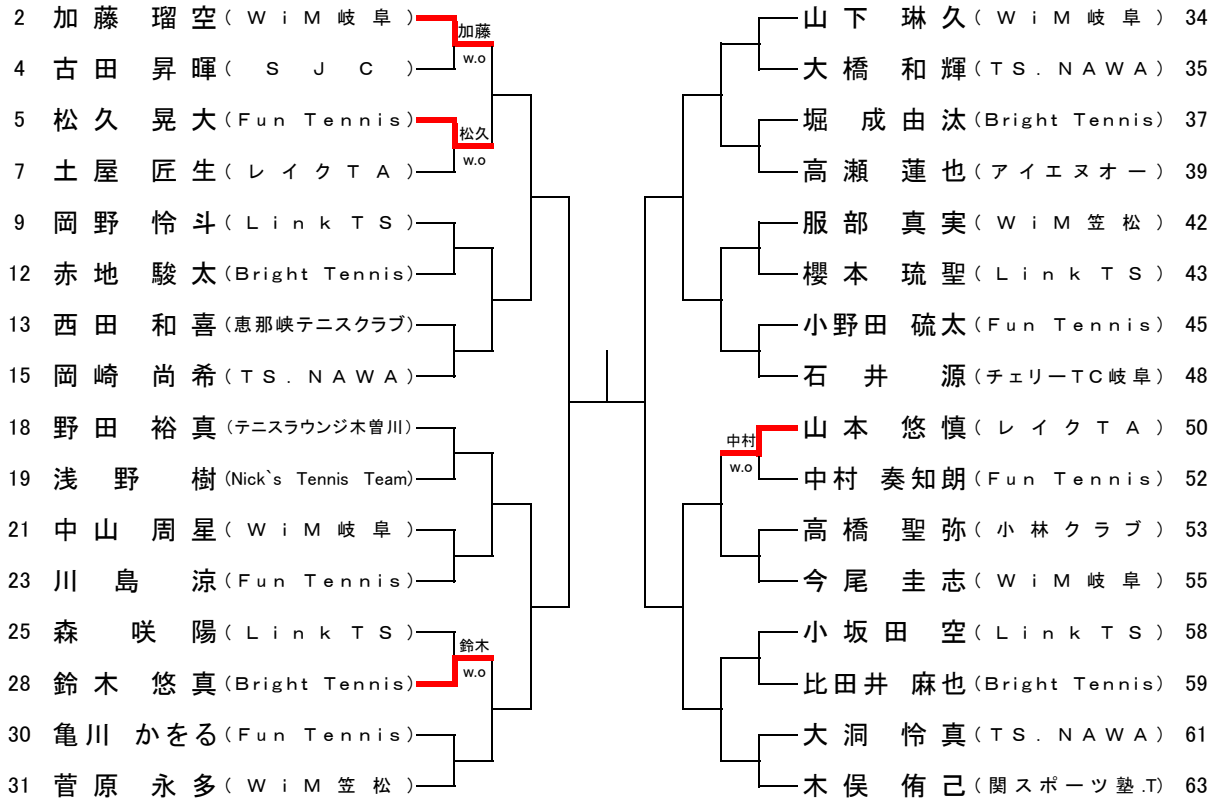 2 加藤 瑠空 (WiM岐阜)
加藤
w.o
4 古田 昇暉 (SJC)
5 松久 晃大 (Fun Tennis)
松久
w.o
7 土屋 匠生 (レイクTA)
9 岡野 怜斗 (Link TS)
12 赤地 駿太 (Bright Tennis)
13 西田 和喜 (恵那峡テニスクラブ)
15 岡崎 尚希 (TS.NAWA)
18 野田 裕真 (テニスラウンジ木曽川)
19 浅野 樹 (Nick`s Tennis Team)
21 中山 周星 (WiM岐阜)
23 川島 涼 (Fun Tennis)
25 森 咲陽 (Link TS)
鈴木
w.o
28 鈴木 悠真 (Bright Tennis)
30 亀川 かをる (Fun Tennis)
31 菅原 永多 (WiM笠松)
山下 琳久 (WiM岐阜) 34
大橋 和輝 (TS.NAWA) 35
堀 成由汰 (Bright Tennis) 37
高瀬 蓮也 (アイエヌオー) 39
服部 真実 (WiM笠松) 42
櫻本 琉聖 (Link TS) 43
小野田 硫太 (Fun Tennis) 45
石井 源 (チェリーTC岐阜) 48
山本 悠慎 (レイクTA) 50
中村
w.o
中村 奏知朗 (Fun Tennis) 52
高橋 聖弥 (小林クラブ) 53
今尾 圭志 (WiM岐阜) 55
小坂田 空 (Link TS) 58
比田井 麻也 (Bright Tennis) 59
大洞 怜真 (TS.NAWA) 61
木俣 侑己 (関スポーツ塾.T) 63